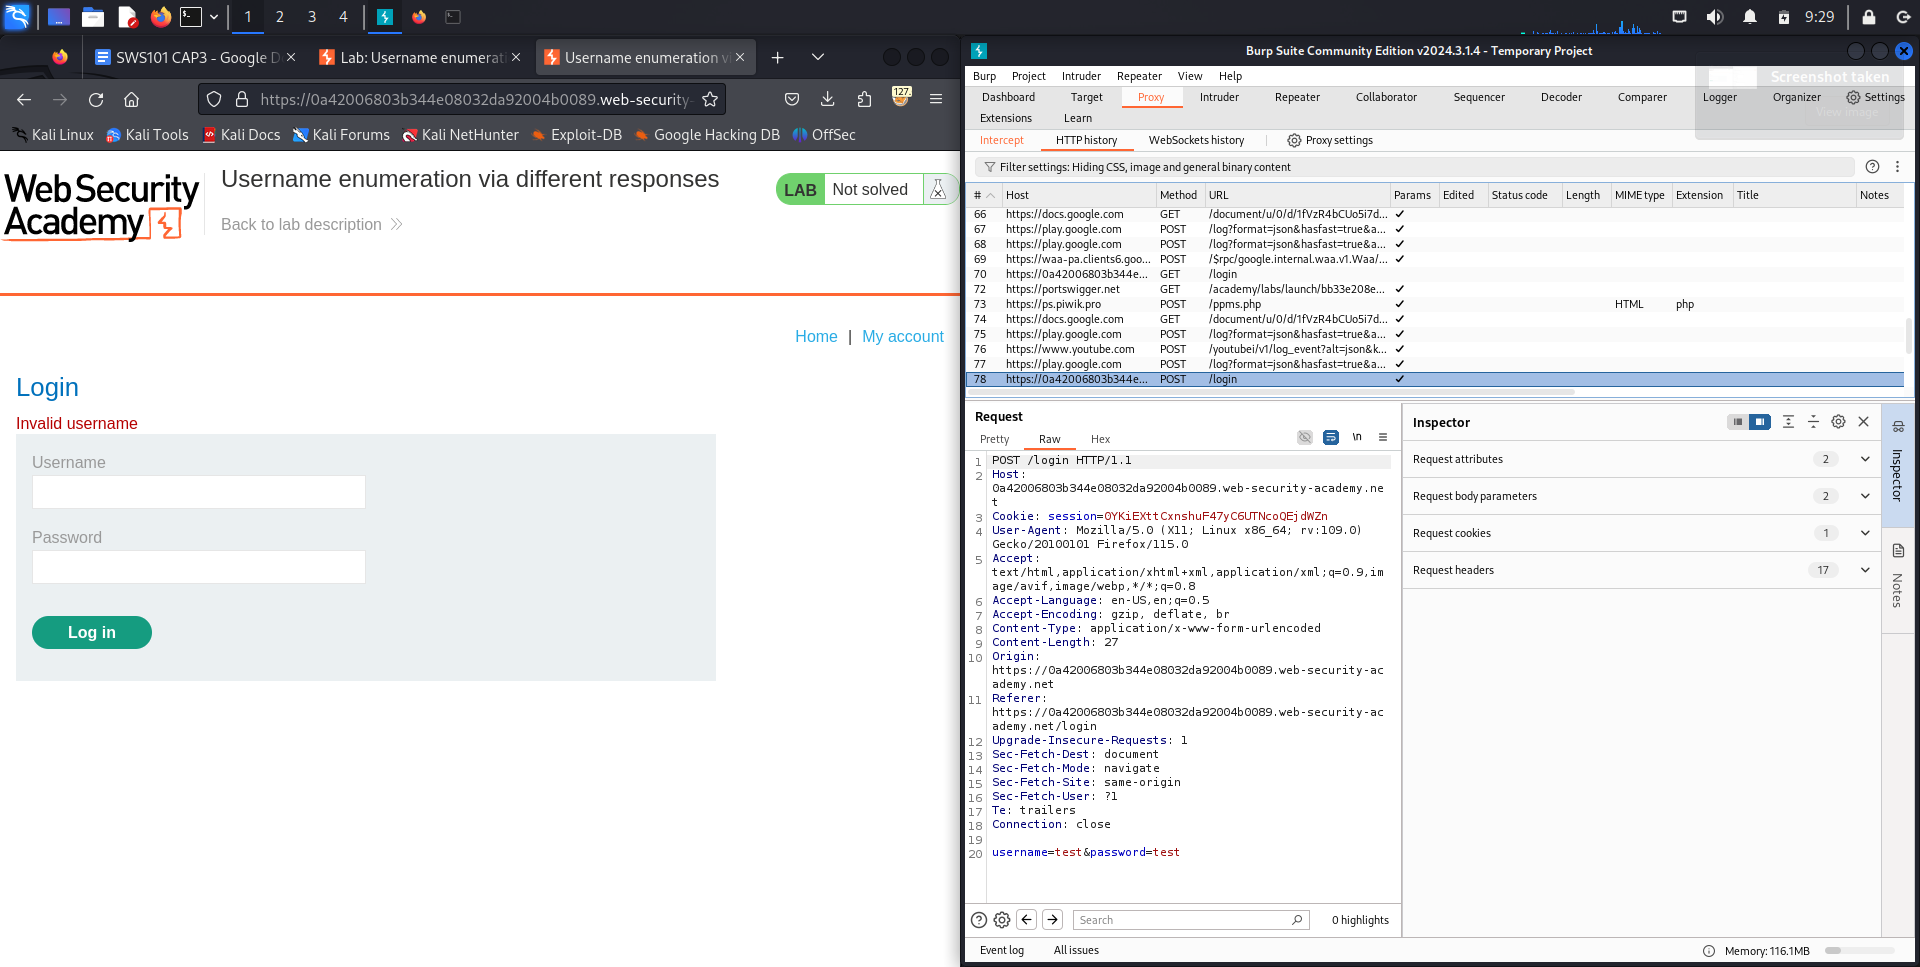 1 2 3 4 9:29
SWS101 CAP3 - Google D
Lab: Username enumerati
Username enumeration vi
https://0a42006803b344e08032da92004b0089.web-security-
127
Kali Linux Kali Tools Kali Docs Kali Forums Kali NetHunter Exploit-DB Google Hacking DB OffSec
Web Security Academy
Username enumeration via different responses
LAB Not solved
Back to lab description
Home | My account
Login
Invalid username
Username
Password
Log in
Burp Suite Community Edition v2024.3.1.4 - Temporary Project
Burp Project Intruder Repeater View Help
Screenshot taken
View image
Dashboard Target Proxy Intruder Repeater Collaborator Sequencer Decoder Comparer Logger Organizer Settings
Extensions Learn
Intercept HTTP history WebSockets history Proxy settings
Filter settings: Hiding CSS, image and general binary content
# Host Method URL Params Edited Status code Length MIME type Extension Title Notes
66 https://docs.google.com GET /document/u/0/d/1fVzR4bCUo5i7d... ✓
67 https://play.google.com POST /log?format=json&hasfast=true&a... ✓
68 https://play.google.com POST /log?format=json&hasfast=true&a... ✓
69 https://waa-pa.clients6.goo... POST /$rpc/google.internal.waa.v1.Waa/... ✓
70 https://0a42006803b344e... GET /login
72 https://portswigger.net GET /academy/labs/launch/bb33e208e... ✓
73 https://ps.piwik.pro POST /ppms.php ✓ HTML php
74 https://docs.google.com GET /document/u/0/d/1fVzR4bCUo5i7d... ✓
75 https://play.google.com POST /log?format=json&hasfast=true&a... ✓
76 https://www.youtube.com POST /youtubei/v1/log_event?alt=json&k... ✓
77 https://play.google.com POST /log?format=json&hasfast=true&a... ✓
78 https://0a42006803b344e... POST /login ✓
Request
Pretty Raw Hex \n
1 POST /login HTTP/1.1
2 Host:
0a42006803b344e08032da92004b0089.web-security-academy.ne
t
3 Cookie: session=0YKiEXttCxnshuF47yC6UTNcoQEjdWZn
4 User-Agent: Mozilla/5.0 (X11; Linux x86_64; rv:109.0)
Gecko/20100101 Firefox/115.0
5 Accept:
text/html,application/xhtml+xml,application/xml;q=0.9,im
age/avif,image/webp,*/*;q=0.8
6 Accept-Language: en-US,en;q=0.5
7 Accept-Encoding: gzip, deflate, br
8 Content-Type: application/x-www-form-urlencoded
9 Content-Length: 27
10 Origin:
https://0a42006803b344e08032da92004b0089.web-security-ac
ademy.net
11 Referer:
https://0a42006803b344e08032da92004b0089.web-security-ac
ademy.net/login
12 Upgrade-Insecure-Requests: 1
13 Sec-Fetch-Dest: document
14 Sec-Fetch-Mode: navigate
15 Sec-Fetch-Site: same-origin
16 Sec-Fetch-User: ?1
17 Te: trailers
18 Connection: close
19
20 username=test&password=test
Search
0 highlights
Inspector
Request attributes 2
Request body parameters 2
Request cookies 1
Request headers 17
Inspector
Notes
Event log All issues
Memory: 116.1MB